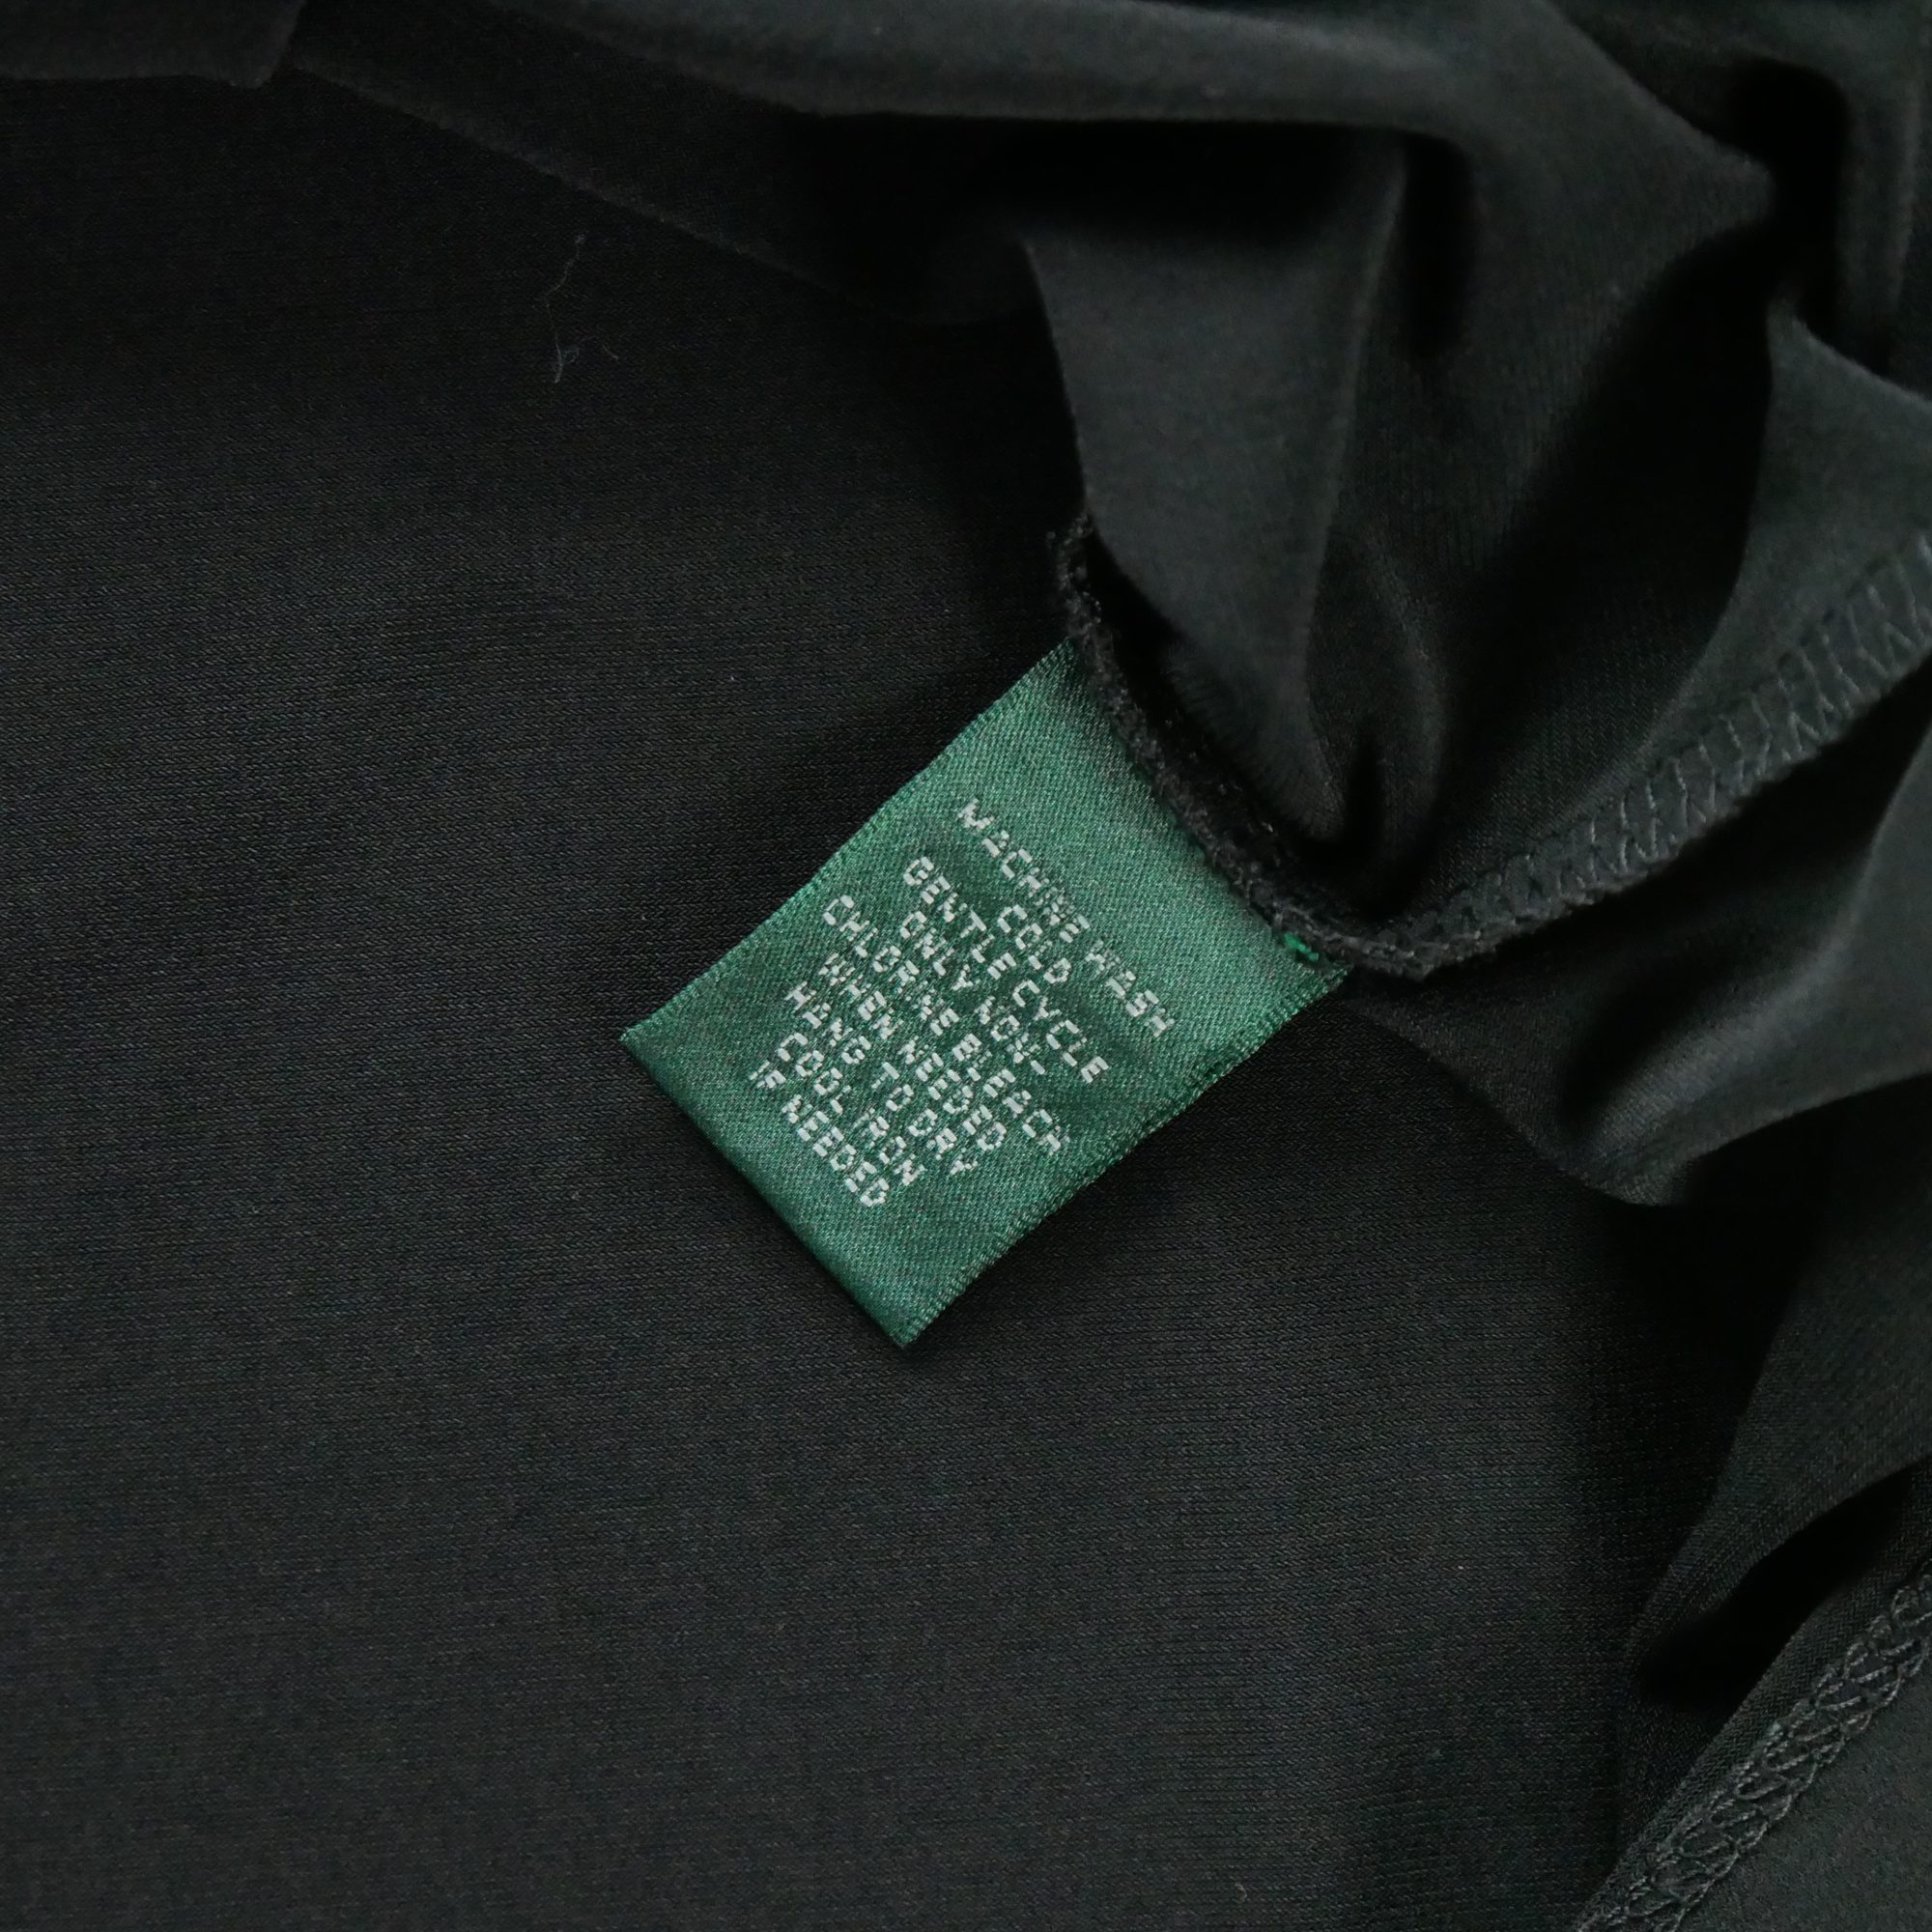 MACHINE WASH
COLD
GENTLE CYCLE
ONLY NON-
CHLORINE BLEACH
WHEN NEEDED
HANG TO DRY
COOL IRON
IF NEEDED